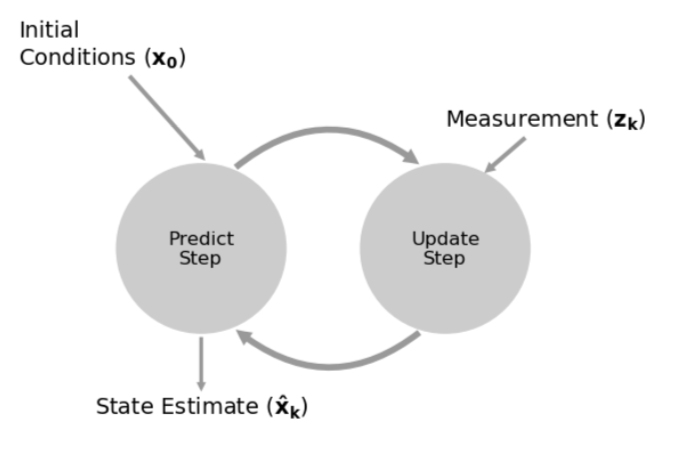 Initial
Conditions (x₀)
Measurement (zₖ)
Predict
Step
Update
Step
State Estimate (x̂ₖ)